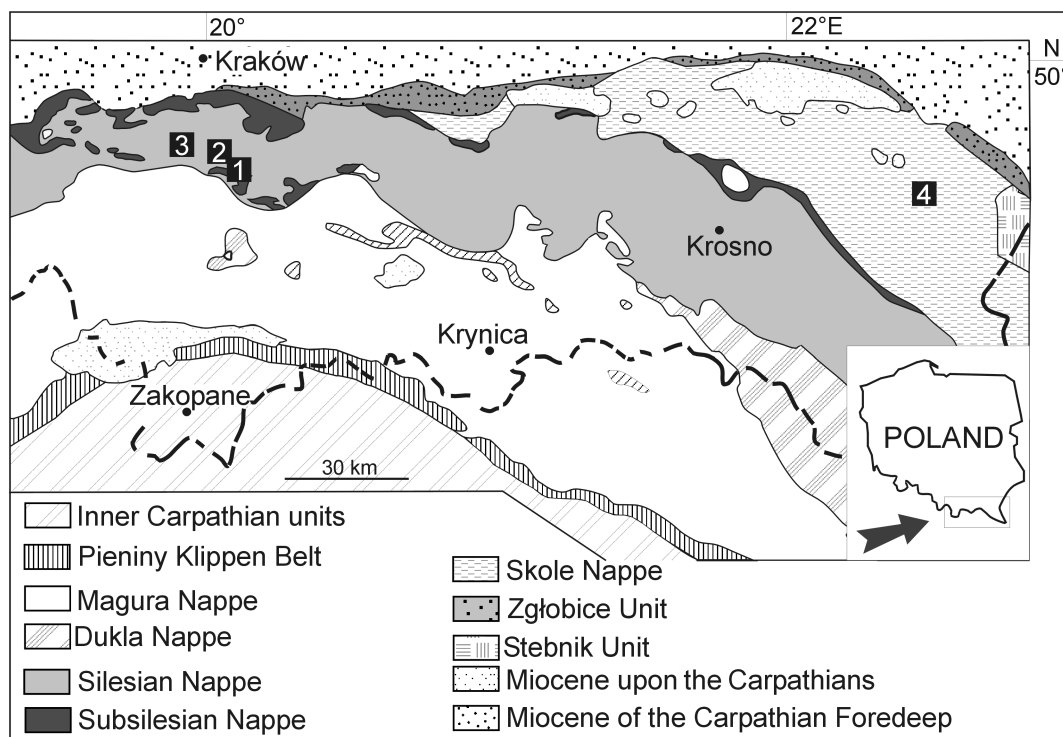 20°
22°E
N
50°
Kraków
3
2
1
4
Krosno
Krynica
Zakopane
30 km
POLAND
Inner Carpathian units
Pieniny Klippen Belt
Magura Nappe
Dukla Nappe
Silesian Nappe
Subsilesian Nappe
Skole Nappe
Zgłobice Unit
Stebnik Unit
Miocene upon the Carpathians
Miocene of the Carpathian Foredeep